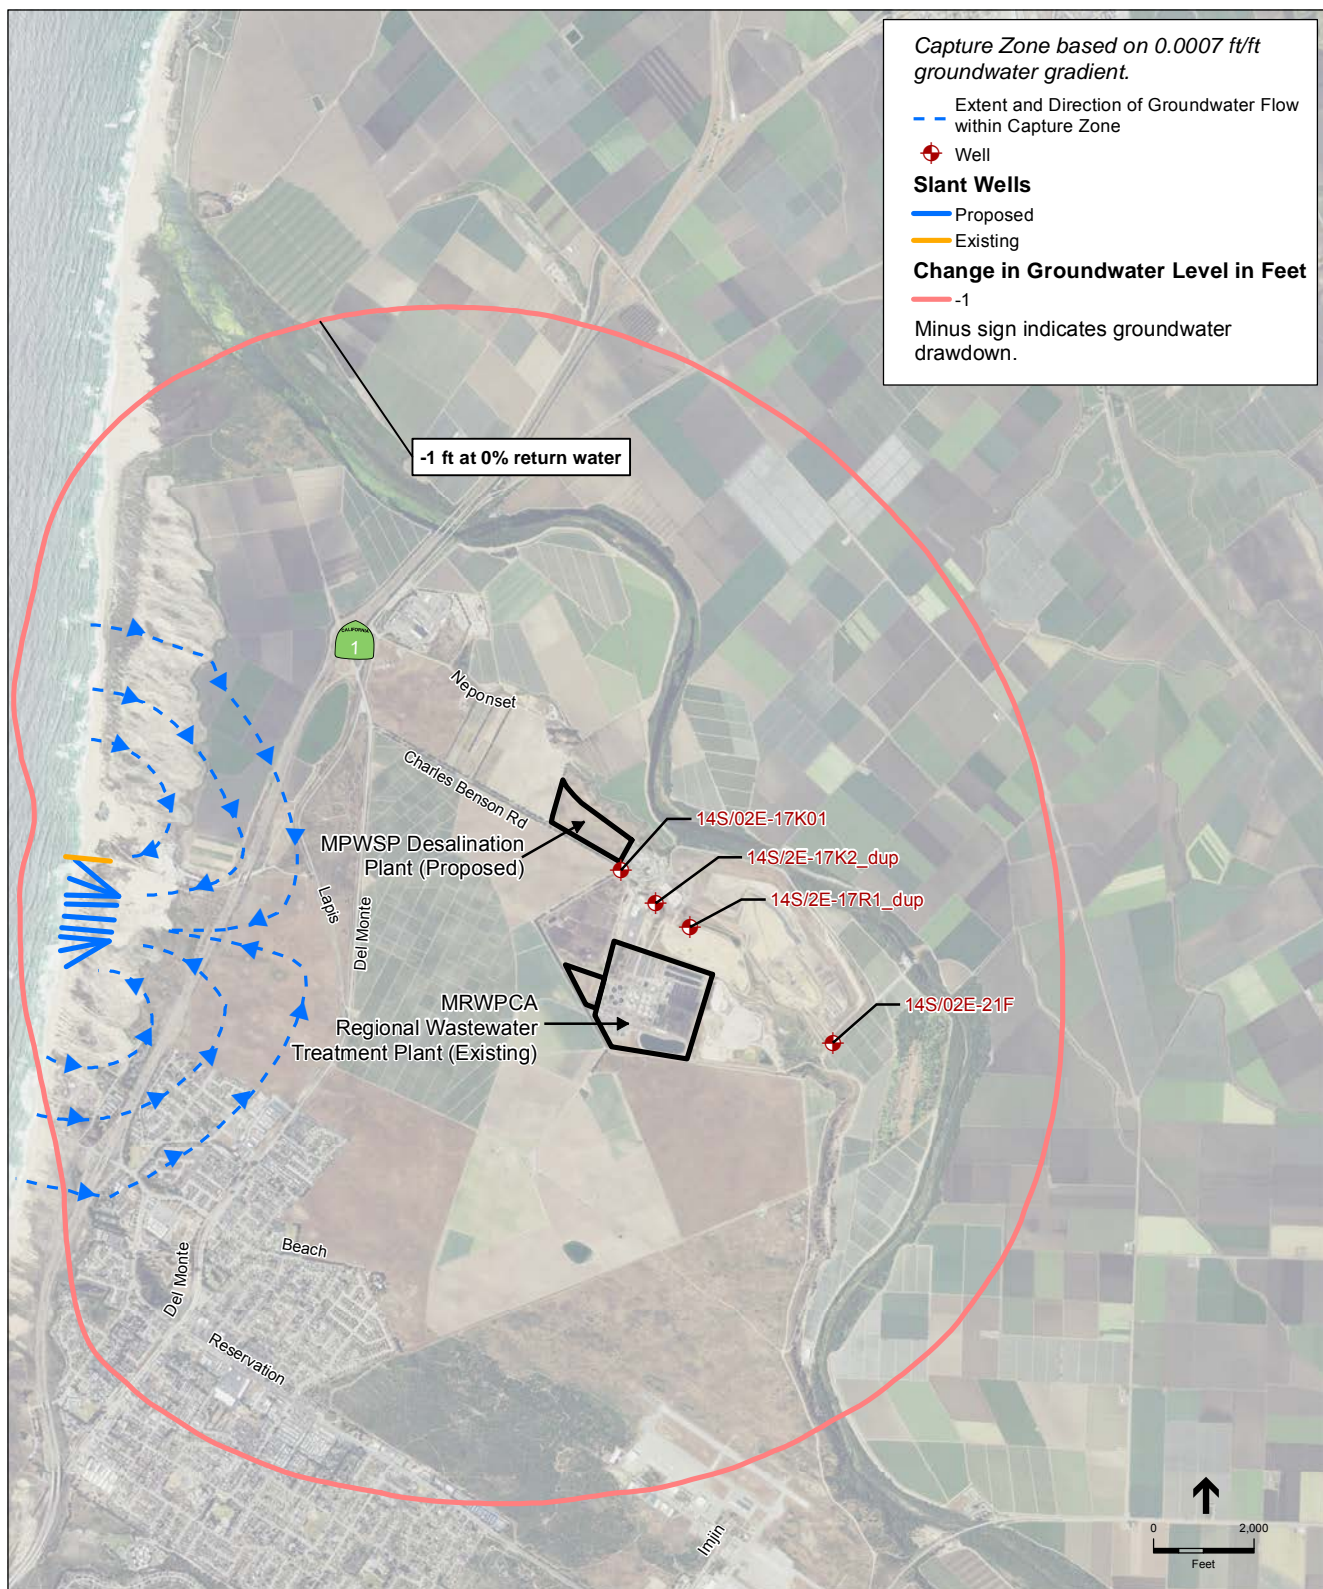 Capture Zone based on 0.0007 ft/ft
groundwater gradient.
Extent and Direction of Groundwater Flow
within Capture Zone
Well
Slant Wells
Proposed
Existing
Change in Groundwater Level in Feet
-1
Minus sign indicates groundwater
drawdown.
-1 ft at 0% return water
CALIFORNIA
1
Neponset
Charles Benson Rd
MPWSP Desalination
Plant (Proposed)
14S/02E-17K01
14S/2E-17K2_dup
14S/2E-17R1_dup
Lapis
Del Monte
MRWPCA
Regional Wastewater
Treatment Plant (Existing)
14S/02E-21F
Beach
Del Monte
Reservation
Imjin
0 2,000
Feet